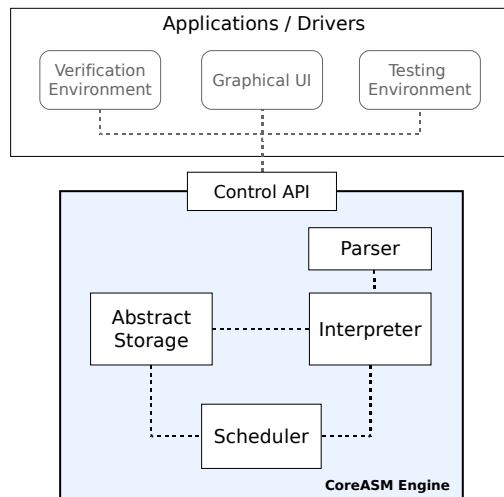 Applications / Drivers
Verification
Environment
Graphical UI
Testing
Environment
Control API
Parser
Abstract
Storage
Interpreter
Scheduler
CoreASM Engine